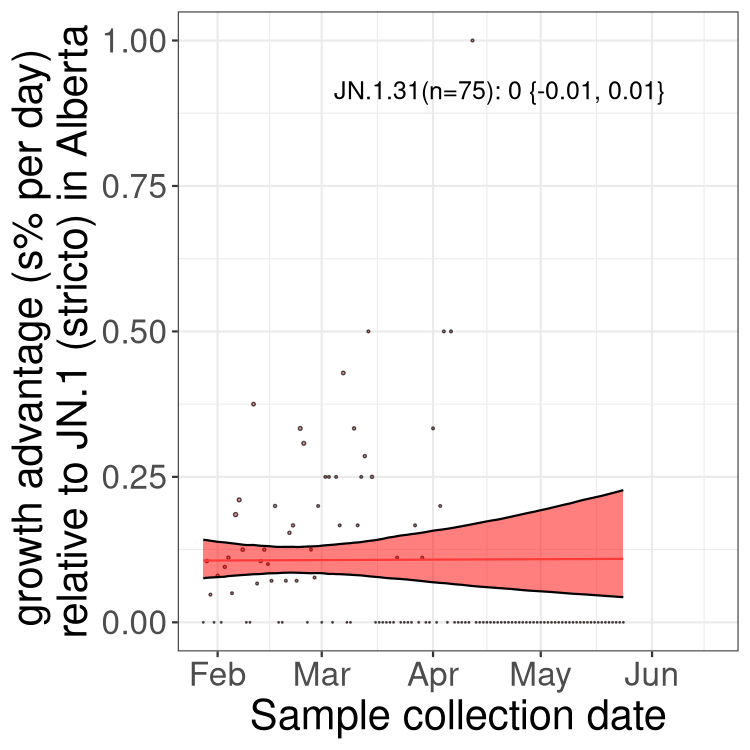 growth advantage (s% per day)
relative to JN.1 (stricto) in Alberta
1.00
JN.1.31(n=75): 0 {-0.01, 0.01}
0.75
0.50
0.25
0.00
Feb Mar Apr May Jun
Sample collection date